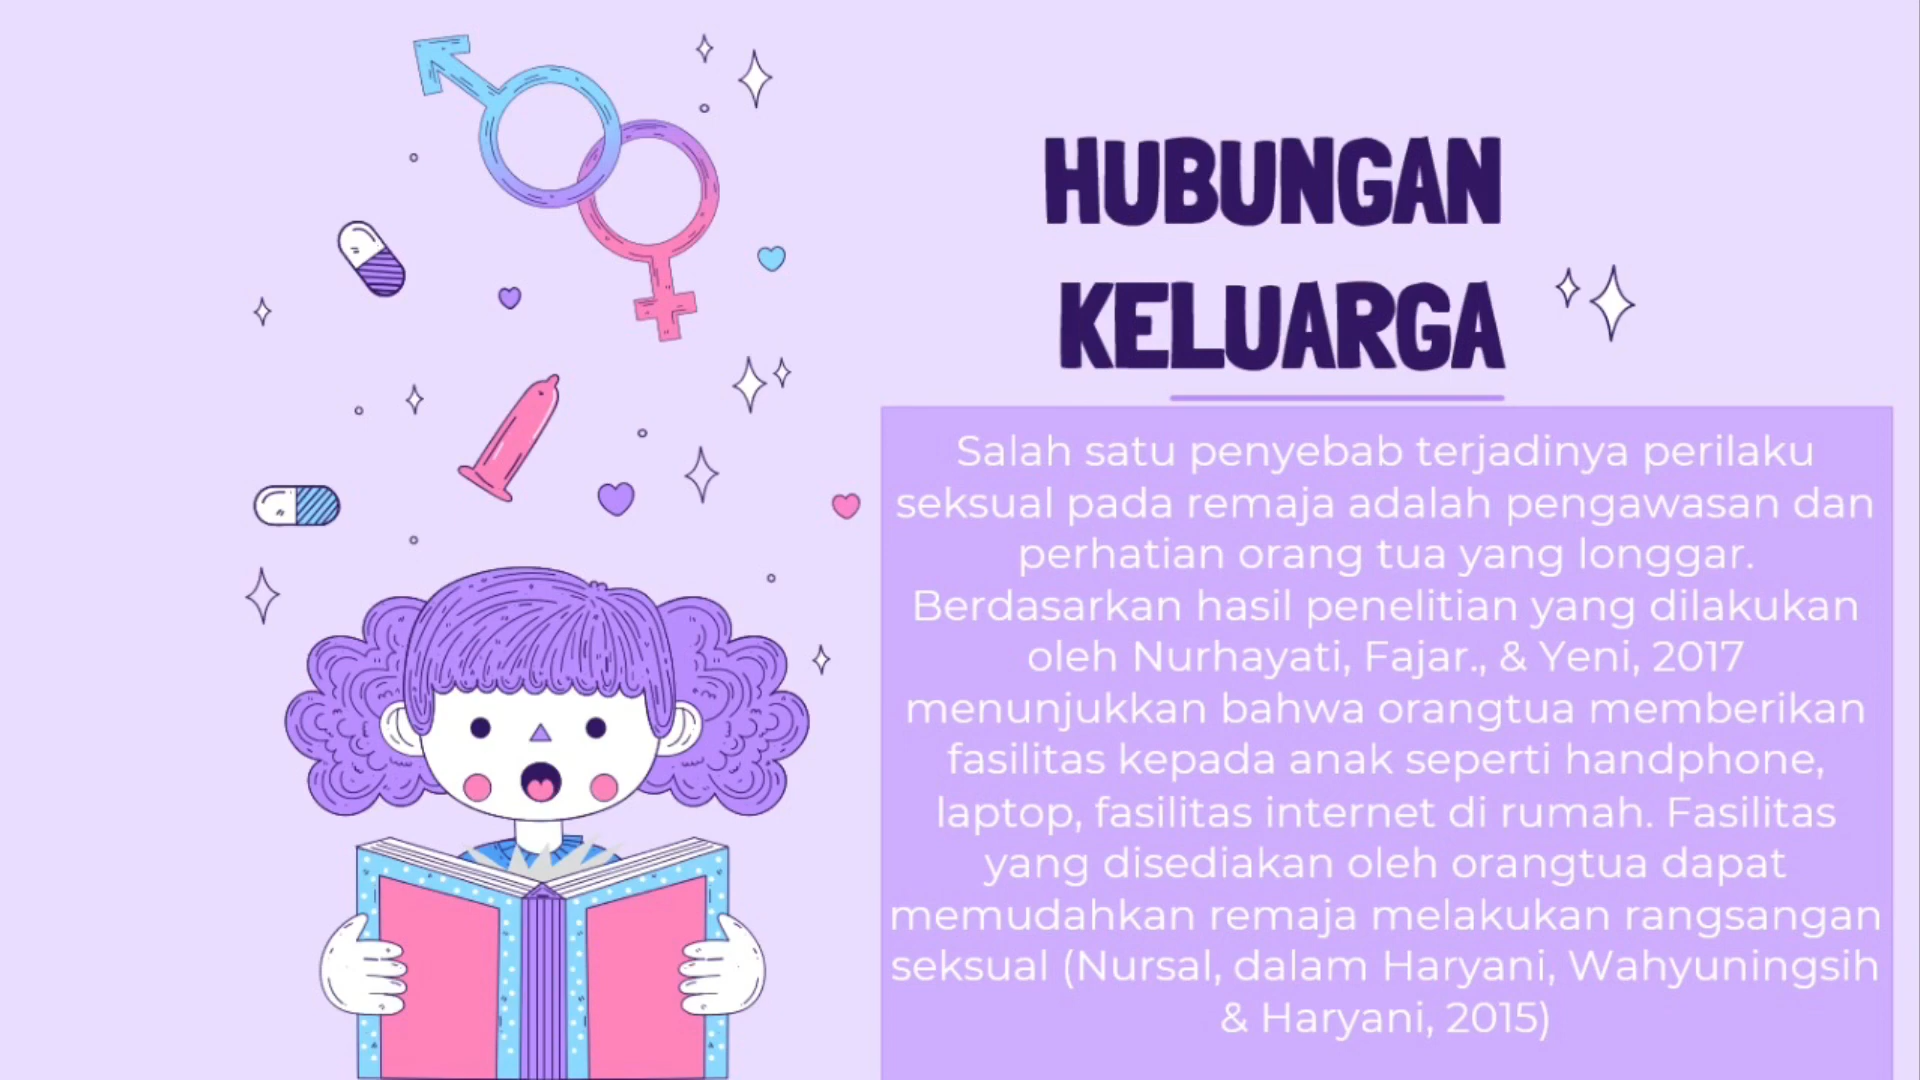 HUBUNGAN
KELUARGA
Salah satu penyebab terjadinya perilaku
seksual pada remaja adalah pengawasan dan
perhatian orang tua yang longgar.
Berdasarkan hasil penelitian yang dilakukan
oleh Nurhayati, Fajar., & Yeni, 2017
menunjukkan bahwa orangtua memberikan
fasilitas kepada anak seperti handphone,
laptop, fasilitas internet di rumah. Fasilitas
yang disediakan oleh orangtua dapat
memudahkan remaja melakukan rangsangan
seksual (Nursal, dalam Haryani, Wahyuningsih
& Haryani, 2015)